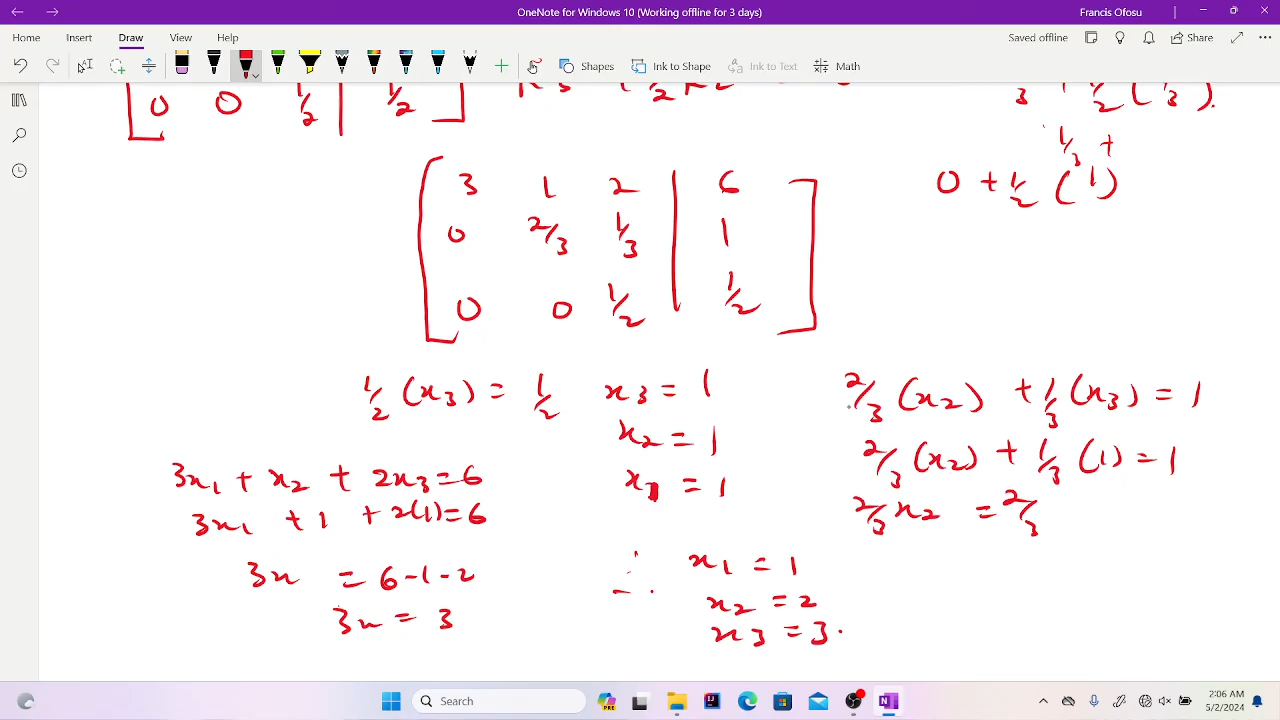 OneNote for Windows 10 (Working offline for 3 days)
Francis Ofosu
Home Insert Draw View Help
Saved offline
Share
Shapes
Ink to Shape
Ink to Text
Math
0 0 1/2 | 1/2
3 1 2 | 6
0 2/3 1/3 | 1
0 0 1/2 | 1/2
1/3 +
0 + 1/2 (1)
1/2 (x3) = 1/2
x3 = 1
x2 = 1
x1 = 1
2/3 (x2) + 1/3 (x3) = 1
2/3 (x2) + 1/3 (1) = 1
2/3 x2 = 2/3
3x1 + x2 + 2x3 = 6
3x1 + 1 + 2(1) = 6
3x = 6-1-2
3x = 3
∴ x1 = 1
x2 = 2
x3 = 3.
Search
PRE
2:06 AM
5/2/2024